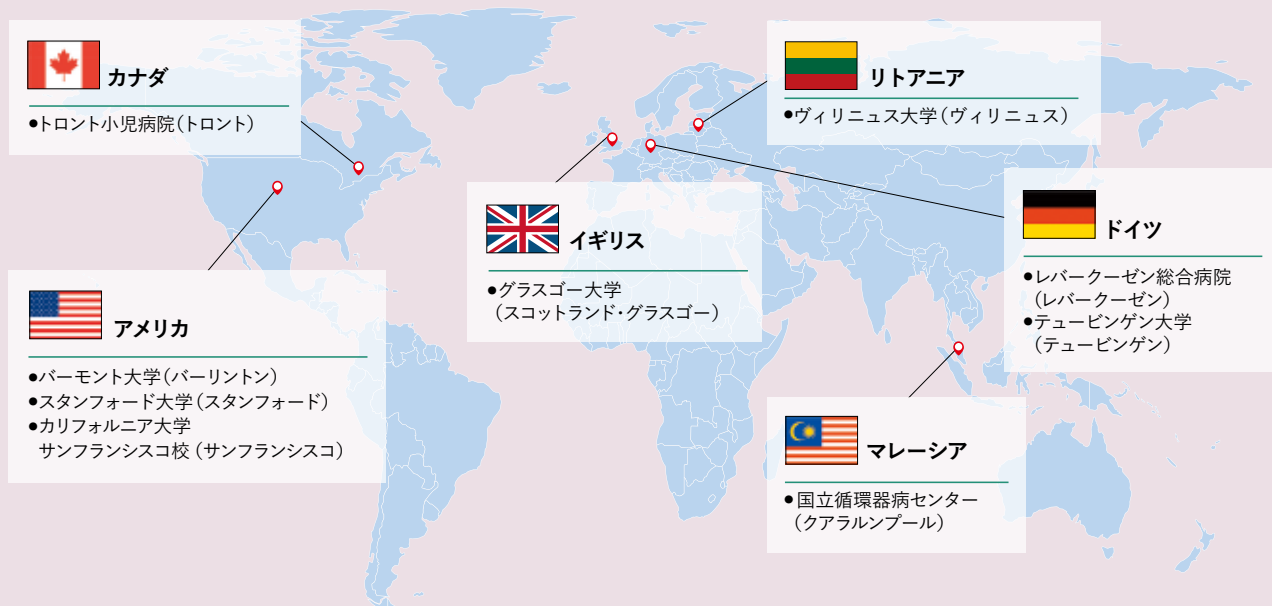 カナダ
●トロント小児病院（トロント）
リトアニア
●ヴィリニュス大学（ヴィリニュス）
イギリス
●グラスゴー大学
（スコットランド・グラスゴー）
ドイツ
●レバークーゼン総合病院
（レバークーゼン）
●テュービンゲン大学
（テュービンゲン）
アメリカ
●バーモント大学（バーリントン）
●スタンフォード大学（スタンフォード）
●カリフォルニア大学
サンフランシスコ校（サンフランシスコ）
マレーシア
●国立循環器病センター
（クアラルンプール）